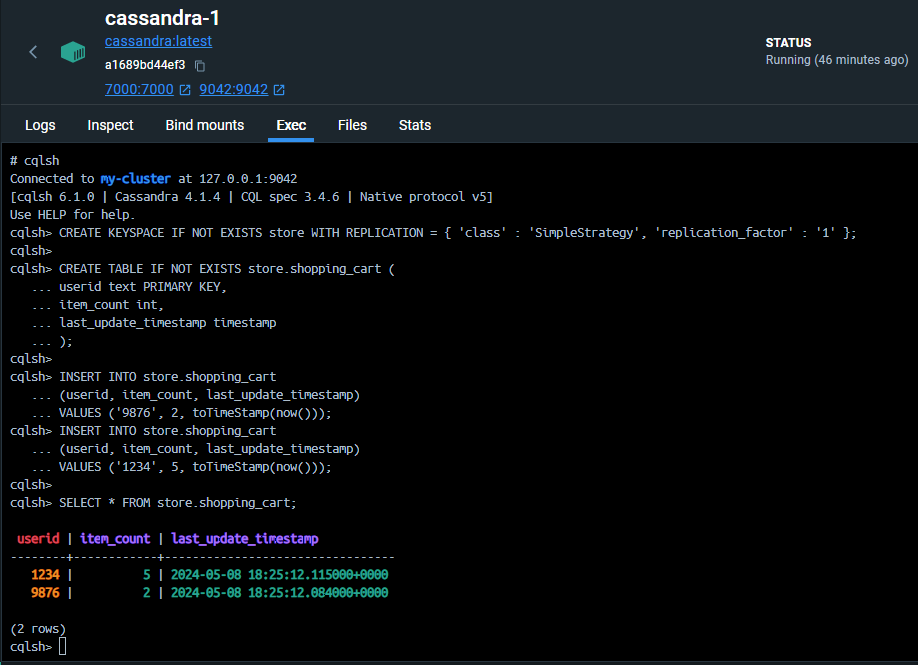 cassandra-1
cassandra:latest
a1689bd44ef3
7000:7000 9042:9042
STATUS
Running (46 minutes ago)
Logs Inspect Bind mounts Exec Files Stats
# cqlsh
Connected to my-cluster at 127.0.0.1:9042
[cqlsh 6.1.0 | Cassandra 4.1.4 | CQL spec 3.4.6 | Native protocol v5]
Use HELP for help.
cqlsh> CREATE KEYSPACE IF NOT EXISTS store WITH REPLICATION = { 'class' : 'SimpleStrategy', 'replication_factor' : '1' };
cqlsh>
cqlsh> CREATE TABLE IF NOT EXISTS store.shopping_cart (
   ... userid text PRIMARY KEY,
   ... item_count int,
   ... last_update_timestamp timestamp
   ... );
cqlsh>
cqlsh> INSERT INTO store.shopping_cart
   ... (userid, item_count, last_update_timestamp)
   ... VALUES ('9876', 2, toTimeStamp(now()));
cqlsh> INSERT INTO store.shopping_cart
   ... (userid, item_count, last_update_timestamp)
   ... VALUES ('1234', 5, toTimeStamp(now()));
cqlsh>
cqlsh> SELECT * FROM store.shopping_cart;
 userid | item_count | last_update_timestamp
--------+------------+---------------------------------
   1234 |          5 | 2024-05-08 18:25:12.115000+0000
   9876 |          2 | 2024-05-08 18:25:12.084000+0000
(2 rows)
cqlsh>